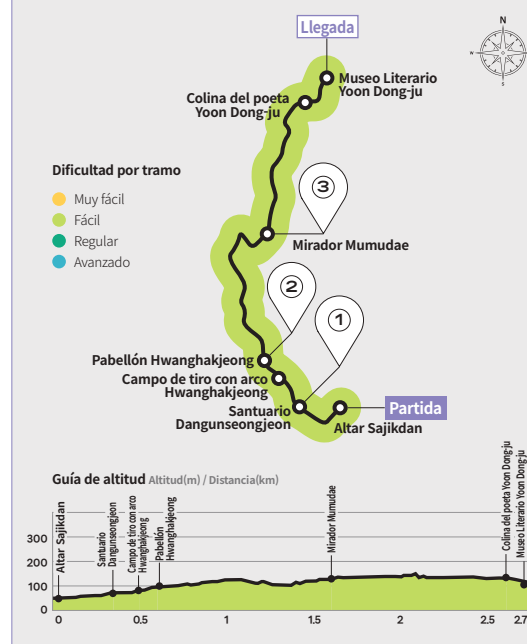 Llegada
N
W
E
S
Museo Literario
Yoon Dong-ju
Colina del poeta
Yoon Dong-ju
Dificultad por tramo
Muy fácil
Fácil
Regular
Avanzado
3
Mirador Mumudae
2
1
Pabellón Hwanghakjeong
Campo de tiro con arco
Hwanghakjeong
Santuario
Dangunseongjeon
Partida
Altar Sajikdan
Guía de altitud Altitud(m) / Distancia(km)
Altar Sajikdan
Santuario
Dangunseongjeon
Campo de tiro con arco
Hwanghakjeong
Pabellón
Hwanghakjeong
Mirador Mumudae
Colina del poeta Yoon Dong-ju
Museo Literario Yoon Dong-ju
300
200
100
0
0 0.5 1 1.5 2 2.5 2.7